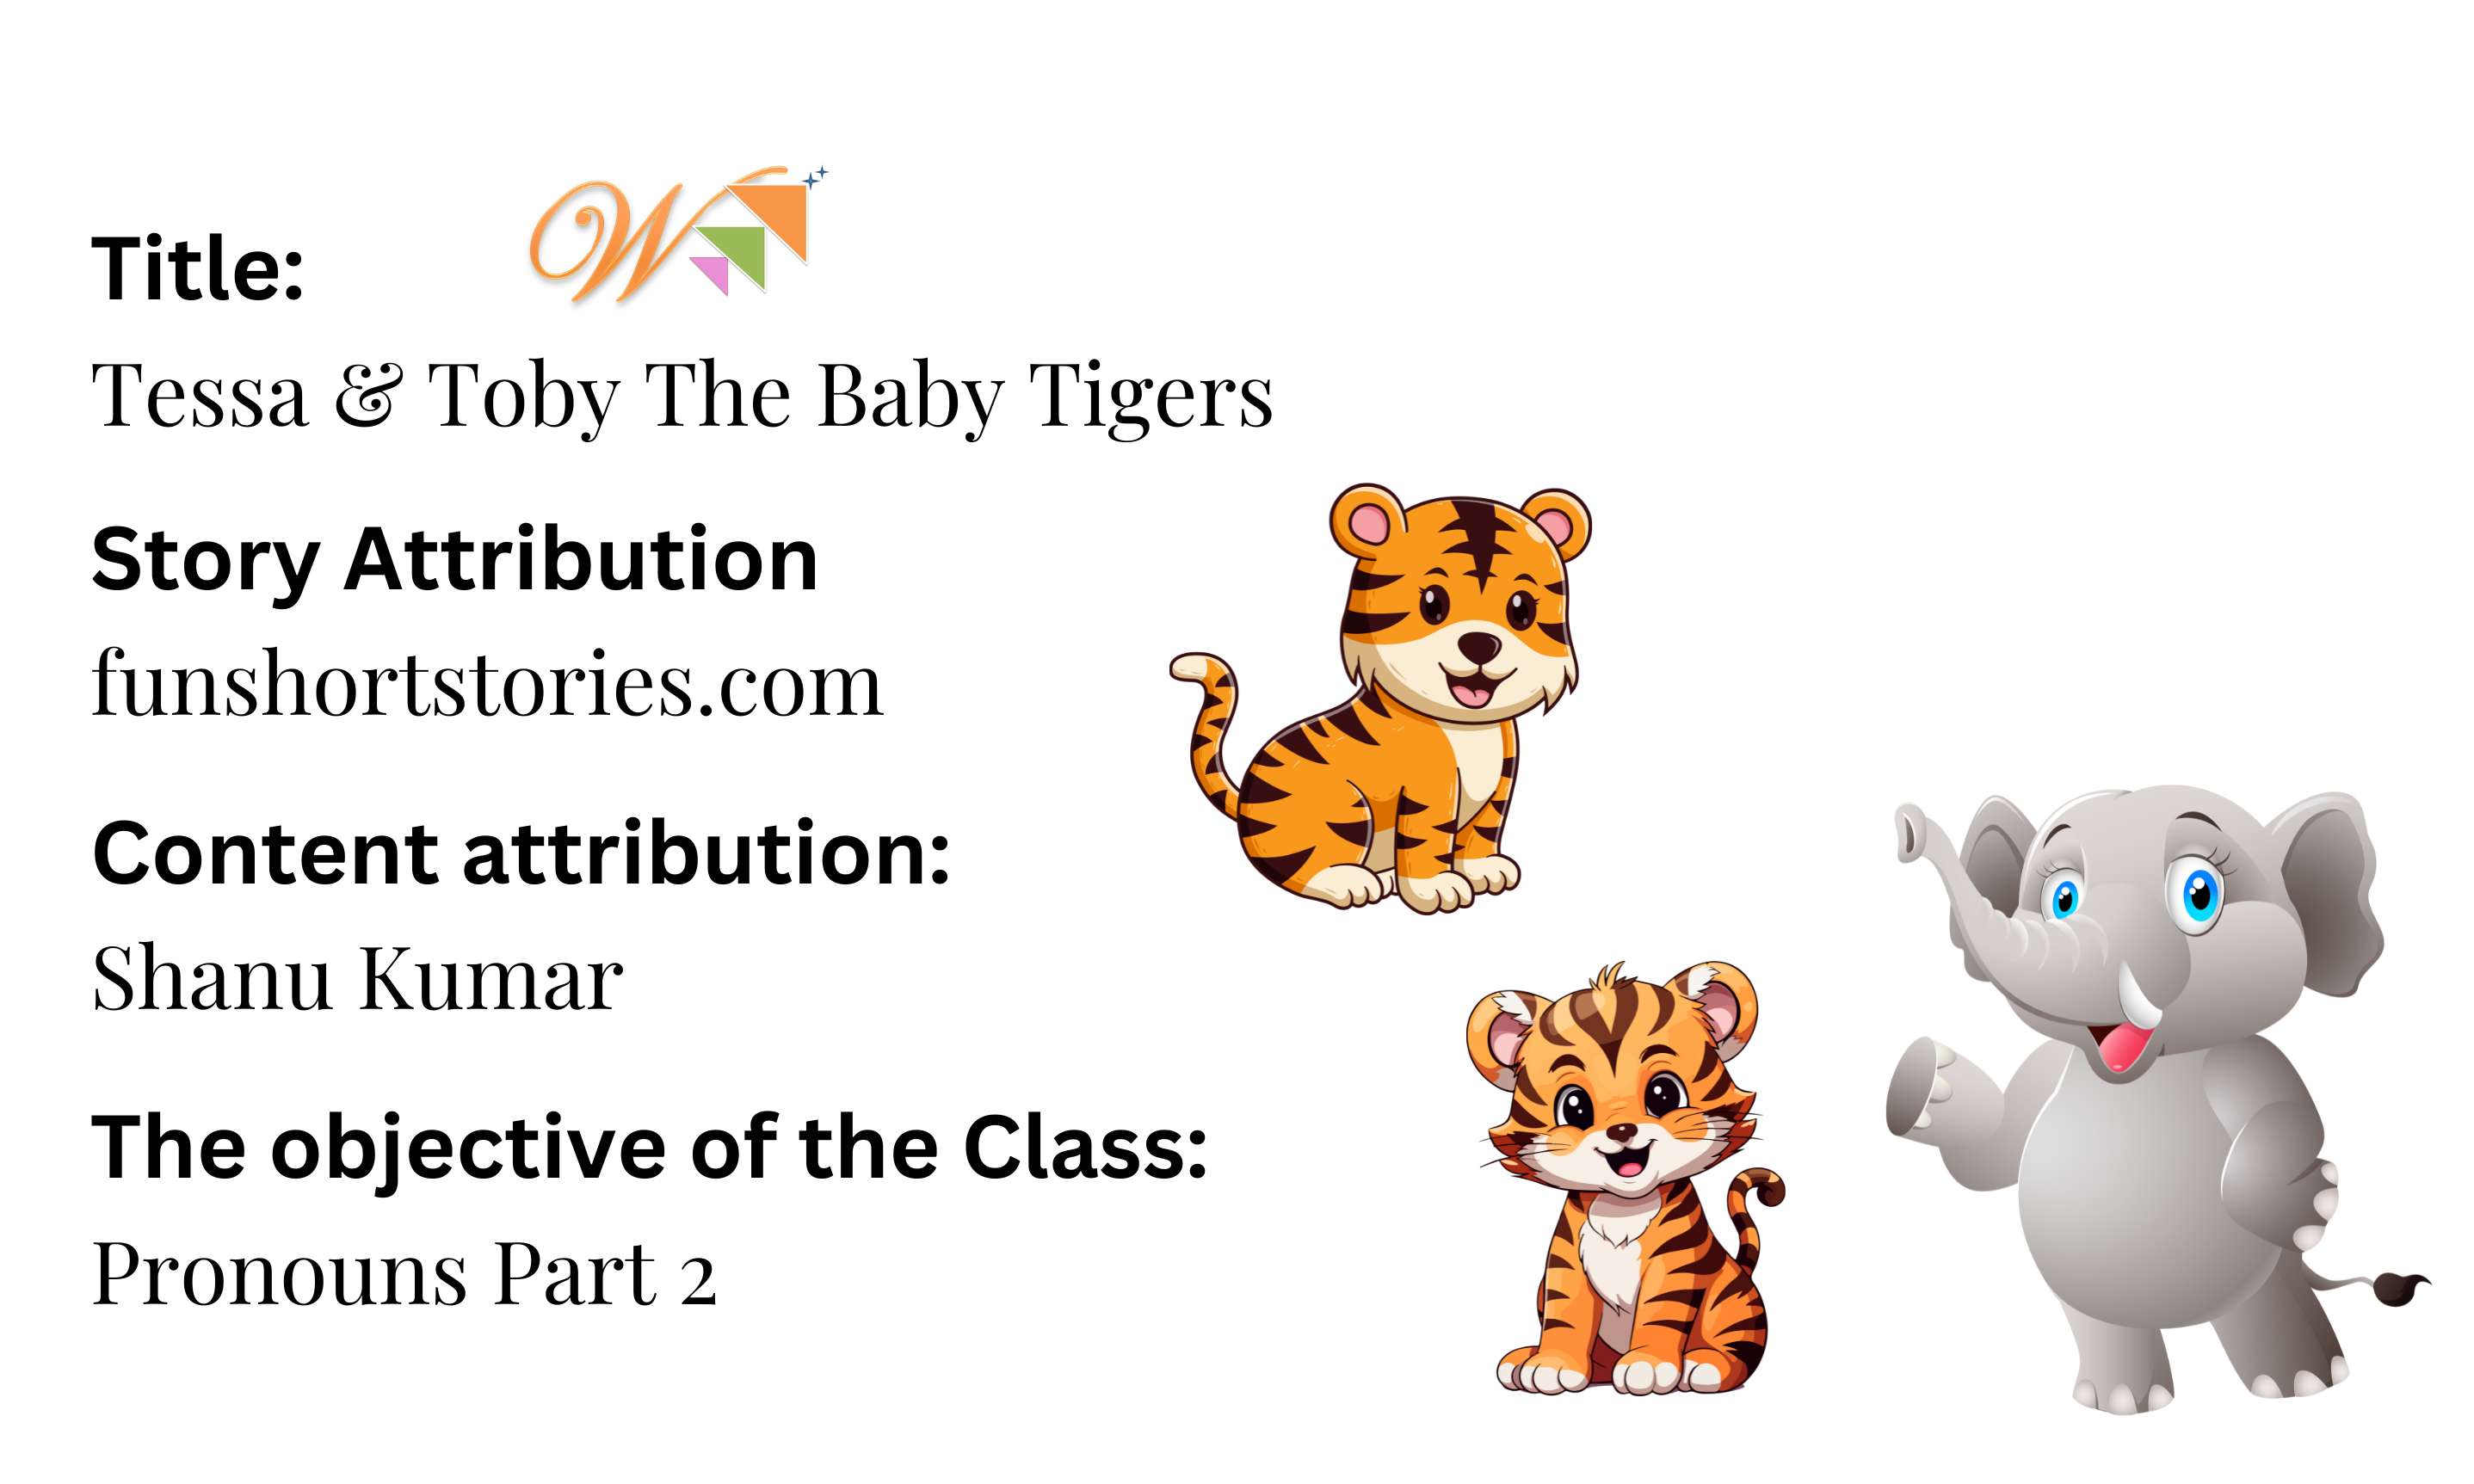 W
Title:
Tessa & Toby The Baby Tigers
Story Attribution
funshortstories.com
Content attribution:
Shanu Kumar
The objective of the Class:
Pronouns Part 2